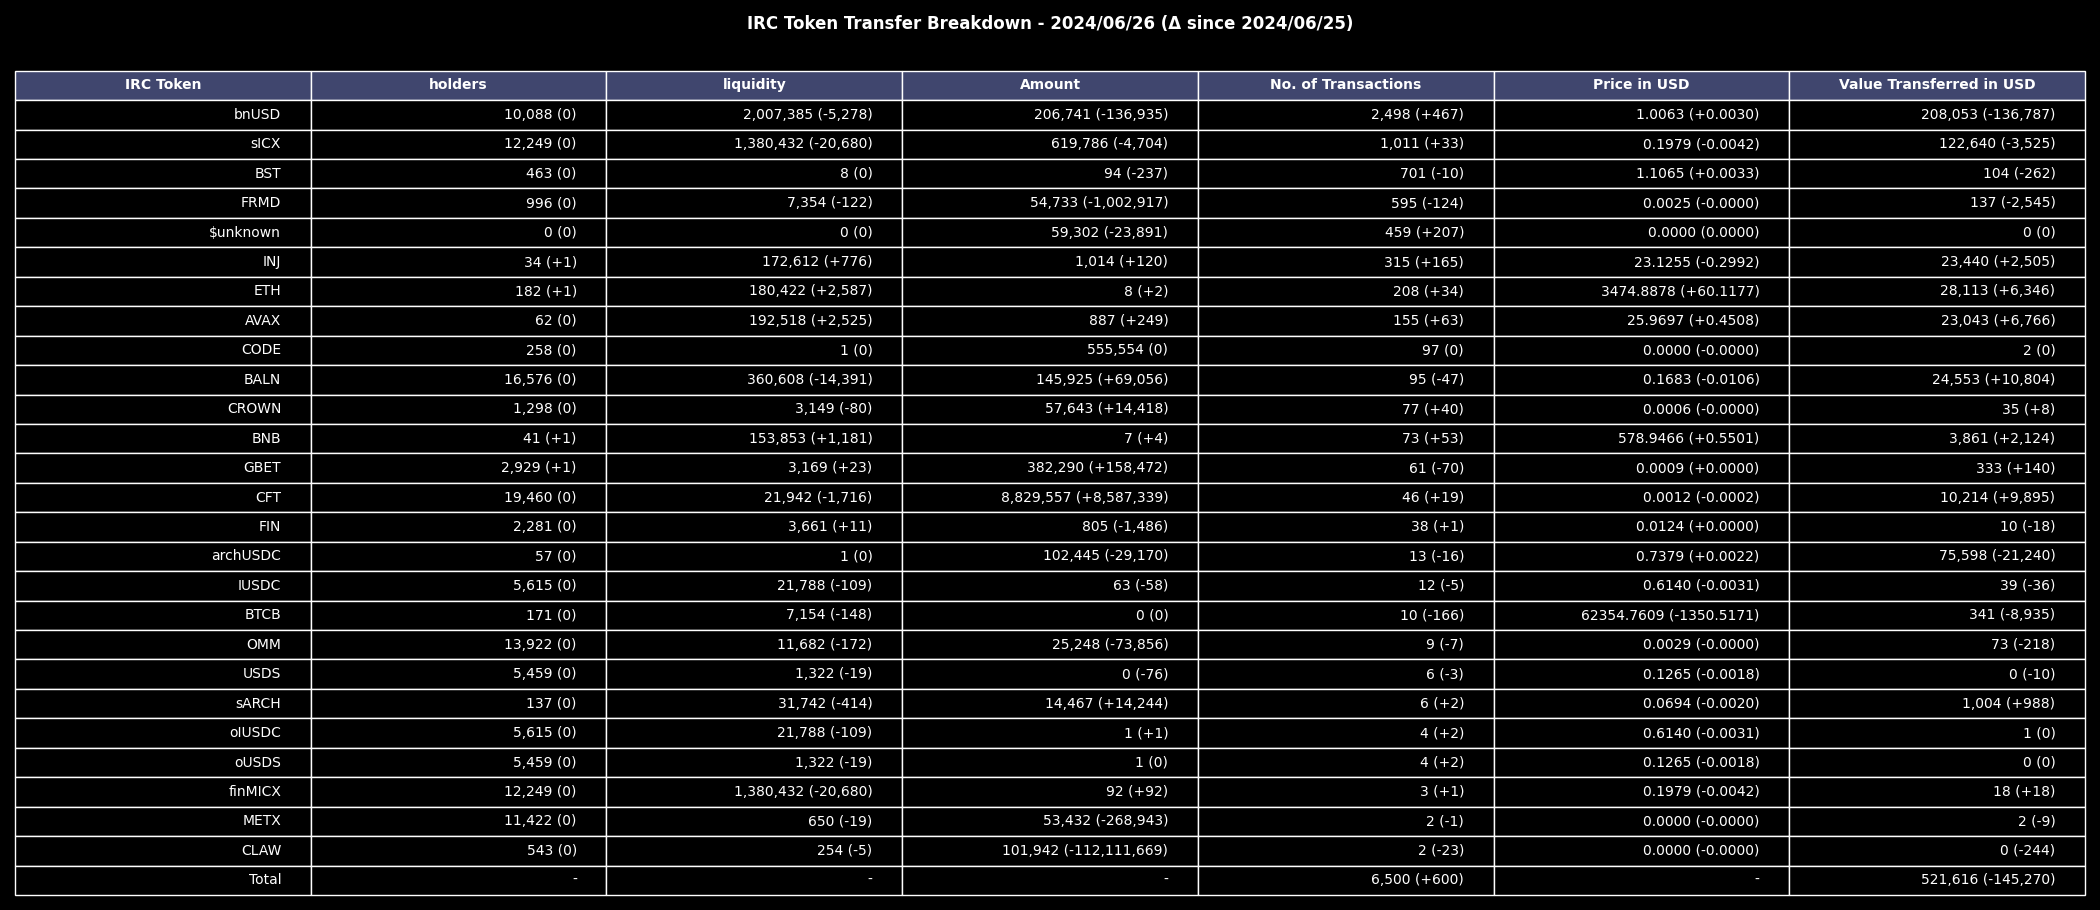 IRC Token Transfer Breakdown - 2024/06/26 (Δ since 2024/06/25)
IRC Token holders liquidity Amount No. of Transactions Price in USD Value Transferred in USD
bnUSD 10,088 (0) 2,007,385 (-5,278) 206,741 (-136,935) 2,498 (+467) 1.0063 (+0.0030) 208,053 (-136,787)
sICX 12,249 (0) 1,380,432 (-20,680) 619,786 (-4,704) 1,011 (+33) 0.1979 (-0.0042) 122,640 (-3,525)
BST 463 (0) 8 (0) 94 (-237) 701 (-10) 1.1065 (+0.0033) 104 (-262)
FRMD 996 (0) 7,354 (-122) 54,733 (-1,002,917) 595 (-124) 0.0025 (-0.0000) 137 (-2,545)
$unknown 0 (0) 0 (0) 59,302 (-23,891) 459 (+207) 0.0000 (0.0000) 0 (0)
INJ 34 (+1) 172,612 (+776) 1,014 (+120) 315 (+165) 23.1255 (-0.2992) 23,440 (+2,505)
ETH 182 (+1) 180,422 (+2,587) 8 (+2) 208 (+34) 3474.8878 (+60.1177) 28,113 (+6,346)
AVAX 62 (0) 192,518 (+2,525) 887 (+249) 155 (+63) 25.9697 (+0.4508) 23,043 (+6,766)
CODE 258 (0) 1 (0) 555,554 (0) 97 (0) 0.0000 (-0.0000) 2 (0)
BALN 16,576 (0) 360,608 (-14,391) 145,925 (+69,056) 95 (-47) 0.1683 (-0.0106) 24,553 (+10,804)
CROWN 1,298 (0) 3,149 (-80) 57,643 (+14,418) 77 (+40) 0.0006 (-0.0000) 35 (+8)
BNB 41 (+1) 153,853 (+1,181) 7 (+4) 73 (+53) 578.9466 (+0.5501) 3,861 (+2,124)
GBET 2,929 (+1) 3,169 (+23) 382,290 (+158,472) 61 (-70) 0.0009 (+0.0000) 333 (+140)
CFT 19,460 (0) 21,942 (-1,716) 8,829,557 (+8,587,339) 46 (+19) 0.0012 (-0.0002) 10,214 (+9,895)
FIN 2,281 (0) 3,661 (+11) 805 (-1,486) 38 (+1) 0.0124 (+0.0000) 10 (-18)
archUSDC 57 (0) 1 (0) 102,445 (-29,170) 13 (-16) 0.7379 (+0.0022) 75,598 (-21,240)
IUSDC 5,615 (0) 21,788 (-109) 63 (-58) 12 (-5) 0.6140 (-0.0031) 39 (-36)
BTCB 171 (0) 7,154 (-148) 0 (0) 10 (-166) 62354.7609 (-1350.5171) 341 (-8,935)
OMM 13,922 (0) 11,682 (-172) 25,248 (-73,856) 9 (-7) 0.0029 (-0.0000) 73 (-218)
USDS 5,459 (0) 1,322 (-19) 0 (-76) 6 (-3) 0.1265 (-0.0018) 0 (-10)
sARCH 137 (0) 31,742 (-414) 14,467 (+14,244) 6 (+2) 0.0694 (-0.0020) 1,004 (+988)
oIUSDC 5,615 (0) 21,788 (-109) 1 (+1) 4 (+2) 0.6140 (-0.0031) 1 (0)
oUSDS 5,459 (0) 1,322 (-19) 1 (0) 4 (+2) 0.1265 (-0.0018) 0 (0)
finMICX 12,249 (0) 1,380,432 (-20,680) 92 (+92) 3 (+1) 0.1979 (-0.0042) 18 (+18)
METX 11,422 (0) 650 (-19) 53,432 (-268,943) 2 (-1) 0.0000 (-0.0000) 2 (-9)
CLAW 543 (0) 254 (-5) 101,942 (-112,111,669) 2 (-23) 0.0000 (-0.0000) 0 (-244)
Total - - - 6,500 (+600) - 521,616 (-145,270)